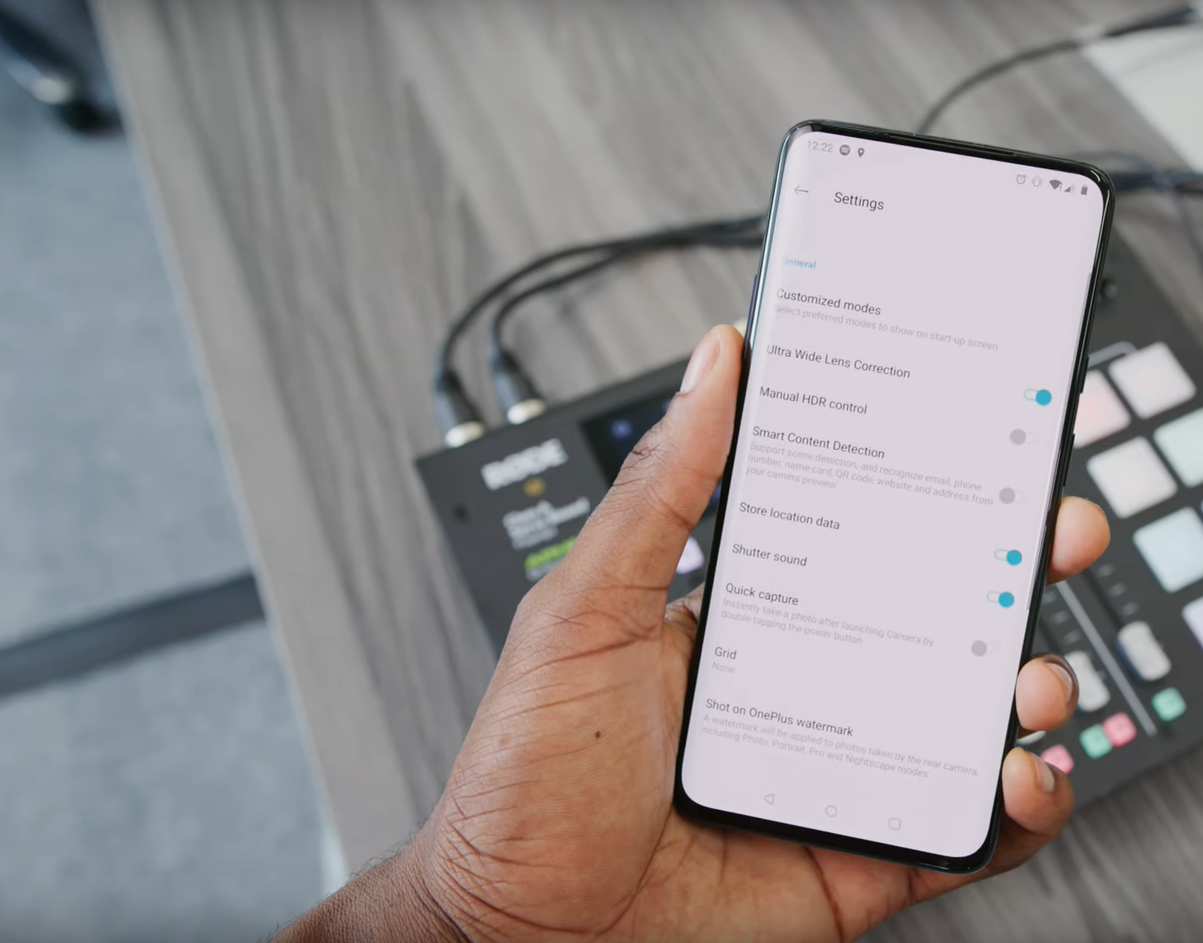 12:22
Settings
General
Customized modes
Select preferred modes to show on start-up screen
Ultra Wide Lens Correction
Manual HDR control
Smart Content Detection
Support scene detection, and recognize email, phone
number, name card, QR code, website and address from
your camera preview
Store location data
Shutter sound
Quick capture
Instantly take a photo after launching Camera by
double-tapping the power button
Grid
None
Shot on OnePlus watermark
A watermark will be applied to photos taken by the rear camera,
including Photo, Portrait, Pro and Nightscape modes
RØDE